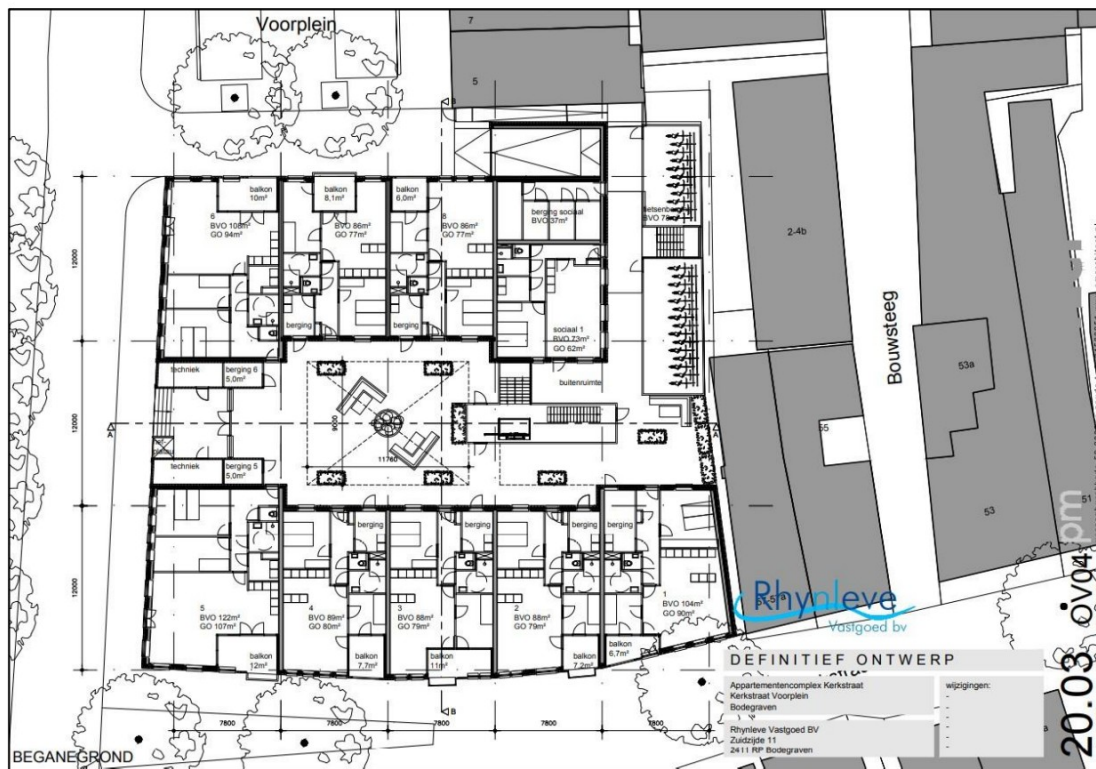 Voorplein
7
5
balkon
10m²
balkon
8,1m²
balkon
6,0m²
6
BVO 108m²
GO 94m²
BVO 86m²
GO 77m²
8
BVO 86m²
GO 77m²
berging sociaal
BVO 37m²
BVO
2-4b
12000
berging
berging
sociaal 1
BVO 73m²
GO 62m²
techniek
berging 6
5,0m²
buitenruimte
Bouwsteeg
53a
12000
A
9000
11760
A
55
techniek
berging 5
5,0m²
53
51
berging
berging
berging
berging
12000
5
BVO 122m²
GO 107m²
4
BVO 89m²
GO 80m²
3
BVO 88m²
GO 79m²
2
BVO 88m²
GO 79m²
1
BVO 104m²
GO 90m²
balkon
12m²
balkon
7,7m²
balkon
11m²
balkon
7,2m²
balkon
6,7m²
Rhynleve
Vastgoed bv
B
7800
7800
7800
7800
7800
DEFINITIEF ONTWERP
Appartementencomplex Kerkstraat
Kerkstraat Voorplein
Bodegraven
wijzigingen:
-
-
-
-
-
Rhynleve Vastgoed BV
Zuidzijde 11
2411 RP Bodegraven
20.03 OV04
pm
BEGANEGROND